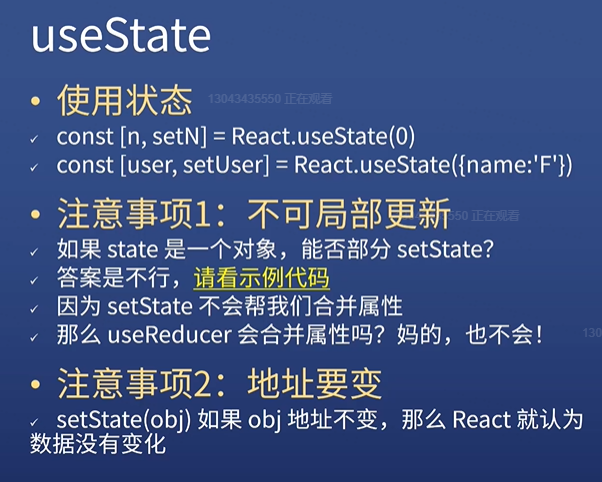 useState
• 使用状态
13043435550 正在观看
✓ const [n, setN] = React.useState(0)
✓ const [user, setUser] = React.useState({name:'F'})
• 注意事项1：不可局部更新
550 正在观看
✓ 如果 state 是一个对象，能否部分 setState？
✓ 答案是不行，请看示例代码
✓ 因为 setState 不会帮我们合并属性
✓ 那么 useReducer 会合并属性吗？妈的，也不会！
130
• 注意事项2：地址要变
✓ setState(obj) 如果 obj 地址不变，那么 React 就认为
数据没有变化